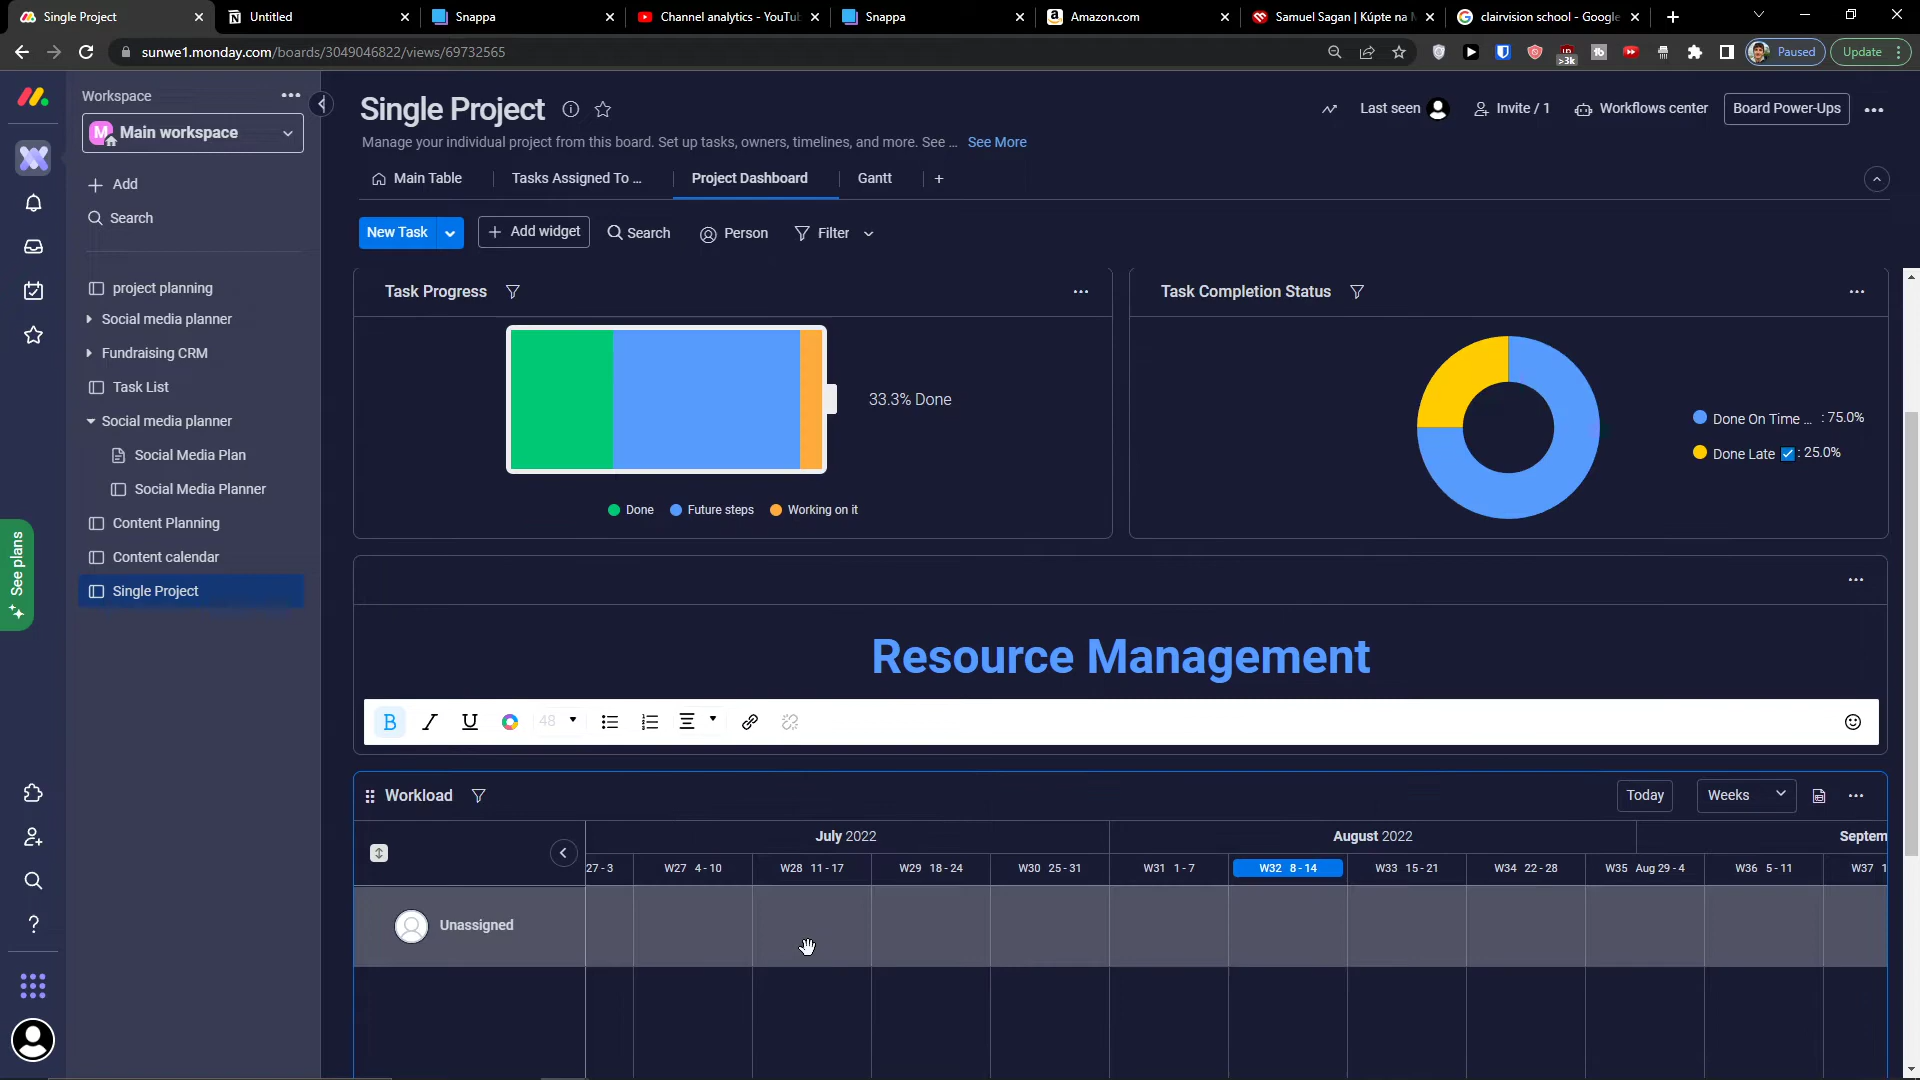 Single Project
Untitled
Snappa
Channel analytics - YouTu
Snappa
Amazon.com
Samuel Sagan | Kúpte na
clairvision school - Google
sunwe1.monday.com/boards/3049046822/views/69732565
>3k
Paused
Update
Workspace
M
Main workspace
Add
Search
project planning
Social media planner
Fundraising CRM
Task List
Social media planner
Social Media Plan
Social Media Planner
Content Planning
Content calendar
Single Project
See plans
Single Project
Last seen
Invite / 1
Workflows center
Board Power-Ups
Manage your individual project from this board. Set up tasks, owners, timelines, and more. See ... See More
Main Table
Tasks Assigned To ...
Project Dashboard
Gantt
New Task
Add widget
Search
Person
Filter
Task Progress
33.3% Done
Done
Future steps
Working on it
Task Completion Status
Done On Time ... : 75.0%
Done Late : 25.0%
Resource Management
B
48
Workload
Today
Weeks
July 2022
August 2022
Septem
27 - 3
W27 4 - 10
W28 11 - 17
W29 18 - 24
W30 25 - 31
W31 1 - 7
W32 8 - 14
W33 15 - 21
W34 22 - 28
W35 Aug 29 - 4
W36 5 - 11
W37 1
Unassigned